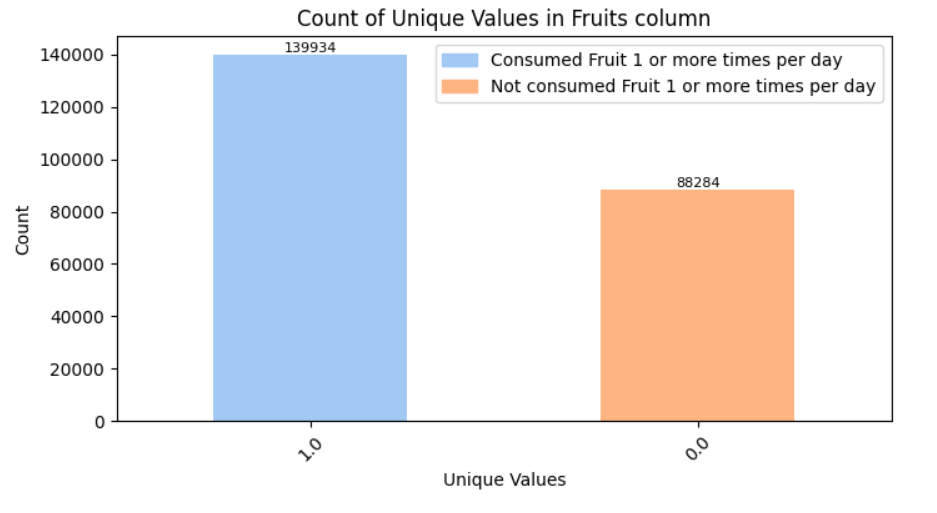 Count of Unique Values in Fruits column
139934
Consumed Fruit 1 or more times per day
Not consumed Fruit 1 or more times per day
88284
140000
120000
100000
80000
60000
40000
20000
0
Count
1.0
0.0
Unique Values